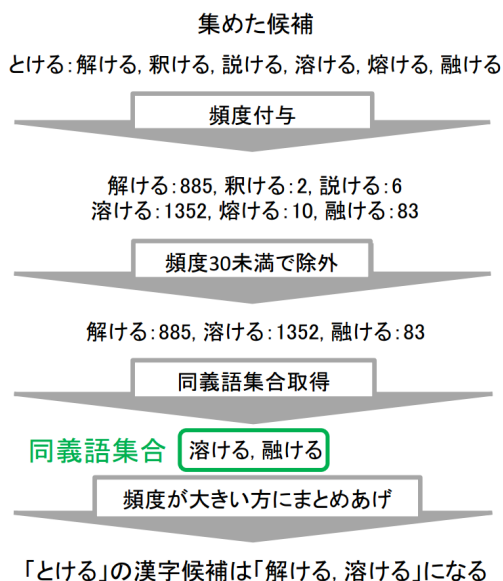 集めた候補
とける：解ける, 釈ける, 説ける, 溶ける, 熔ける, 融ける
頻度付与
解ける：885, 釈ける：2, 説ける：6
溶ける：1352, 熔ける：10, 融ける：83
頻度30未満で除外
解ける：885, 溶ける：1352, 融ける：83
同義語集合取得
同義語集合 溶ける, 融ける
頻度が大きい方にまとめあげ
「とける」の漢字候補は「解ける, 溶ける」になる